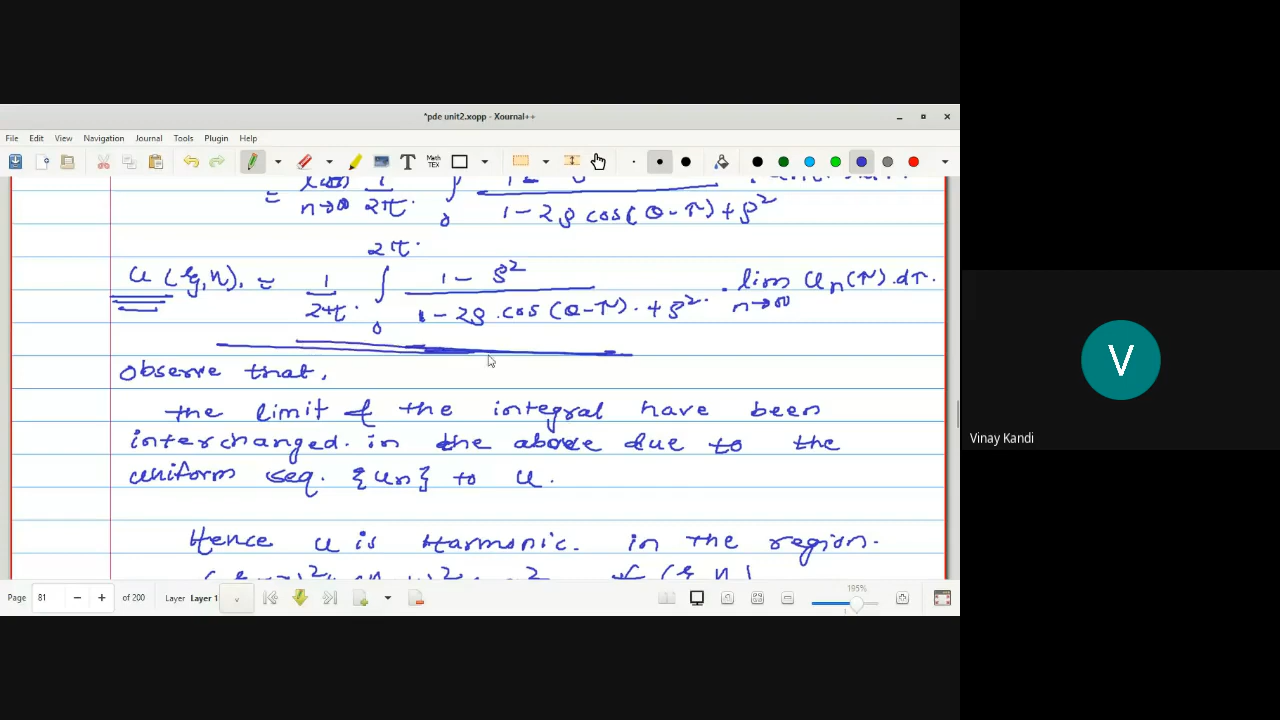 *pde unit2.xopp - Xournal++
File Edit View Navigation Journal Tools Plugin Help
= lim n→∞ 1/2π ∫ 0 1 - 2ρ cos(θ-τ) + ρ²
u(ξ,η). = 1/2π. ∫₀^2π. (1 - ρ²)/(1 - 2ρ.cos(θ-τ).+ρ².) . lim n→∞ un(τ).dτ.
Observe that,
the limit & the integral have been
interchanged. in the above due to the
uniform seq. {un} to u.
Hence u is Harmonic. in the region.
Page 81 of 200 Layer Layer 1 195%
V
Vinay Kandi